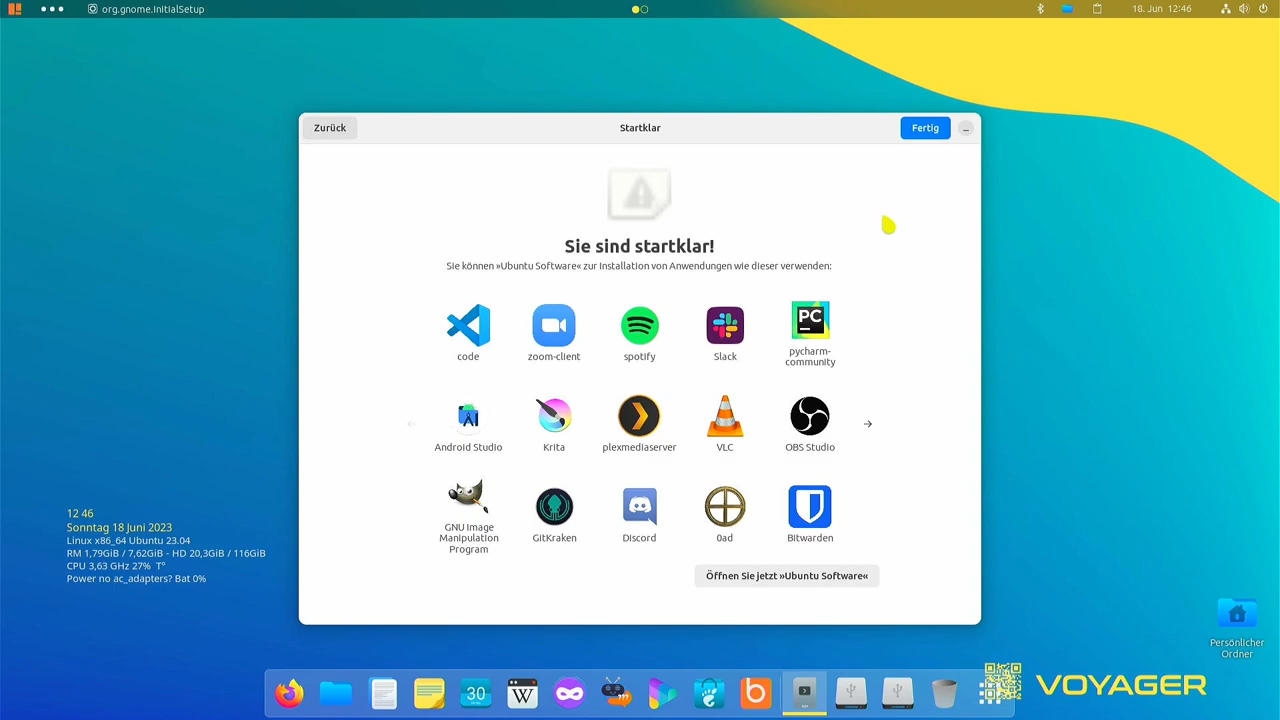 org.gnome.InitialSetup
18. Jun 12:46
Zurück
Startklar
Fertig
Sie sind startklar!
Sie können »Ubuntu Software« zur Installation von Anwendungen wie dieser verwenden:
code
zoom-client
spotify
Slack
PC
pycharm-
community
Android Studio
Krita
plexmediaserver
VLC
OBS Studio
GNU Image
Manipulation
Program
GitKraken
Discord
0ad
Bitwarden
Öffnen Sie jetzt »Ubuntu Software«
12 46
Sonntag 18 Juni 2023
Linux x86_64 Ubuntu 23.04
RM 1,79GiB / 7,62GiB - HD 20,3GiB / 116GiB
CPU 3,63 GHz 27% T°
Power no ac_adapters? Bat 0%
Persönlicher
Ordner
30
W
???
b
VOYAGER